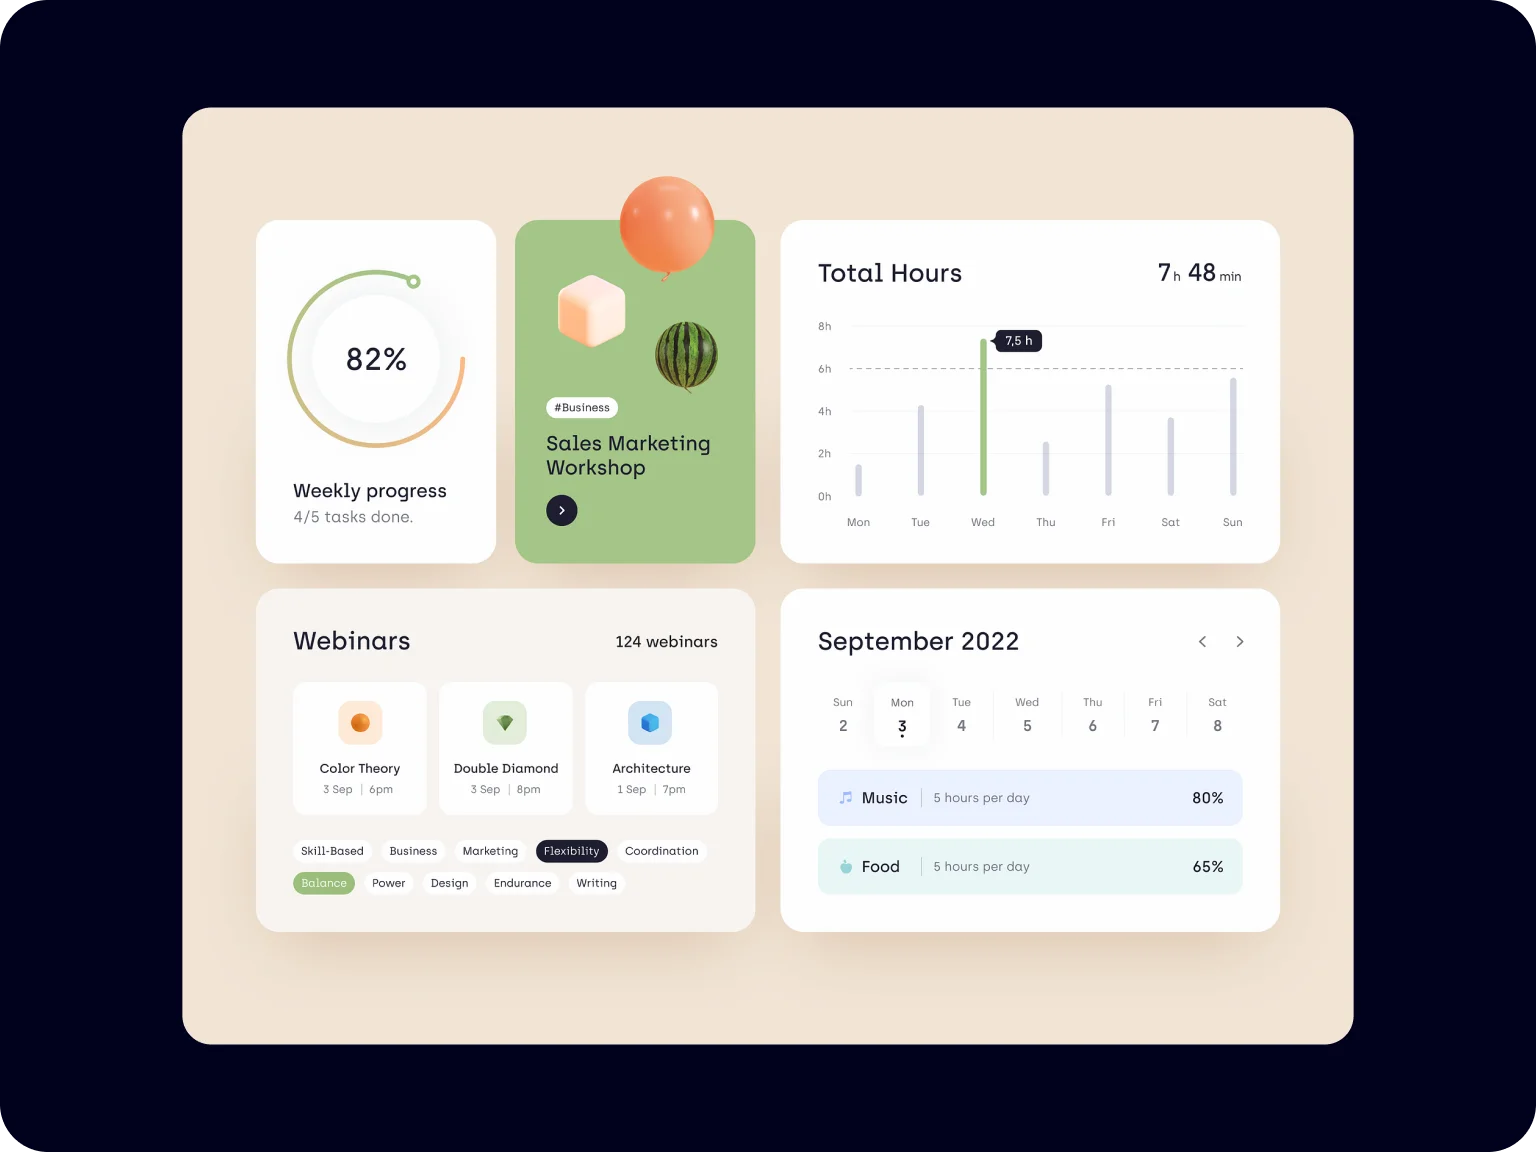 82%
Weekly progress
4/5 tasks done.
#Business
Sales Marketing
Workshop
Total Hours
7 h 48 min
8h
7,5 h
6h
4h
2h
0h
Mon Tue Wed Thu Fri Sat Sun
Webinars
124 webinars
Color Theory
3 Sep | 6pm
Double Diamond
3 Sep | 8pm
Architecture
1 Sep | 7pm
Skill-Based Business Marketing Flexibility Coordination
Balance Power Design Endurance Writing
September 2022
Sun Mon Tue Wed Thu Fri Sat
2 3 4 5 6 7 8
Music 5 hours per day 80%
Food 5 hours per day 65%